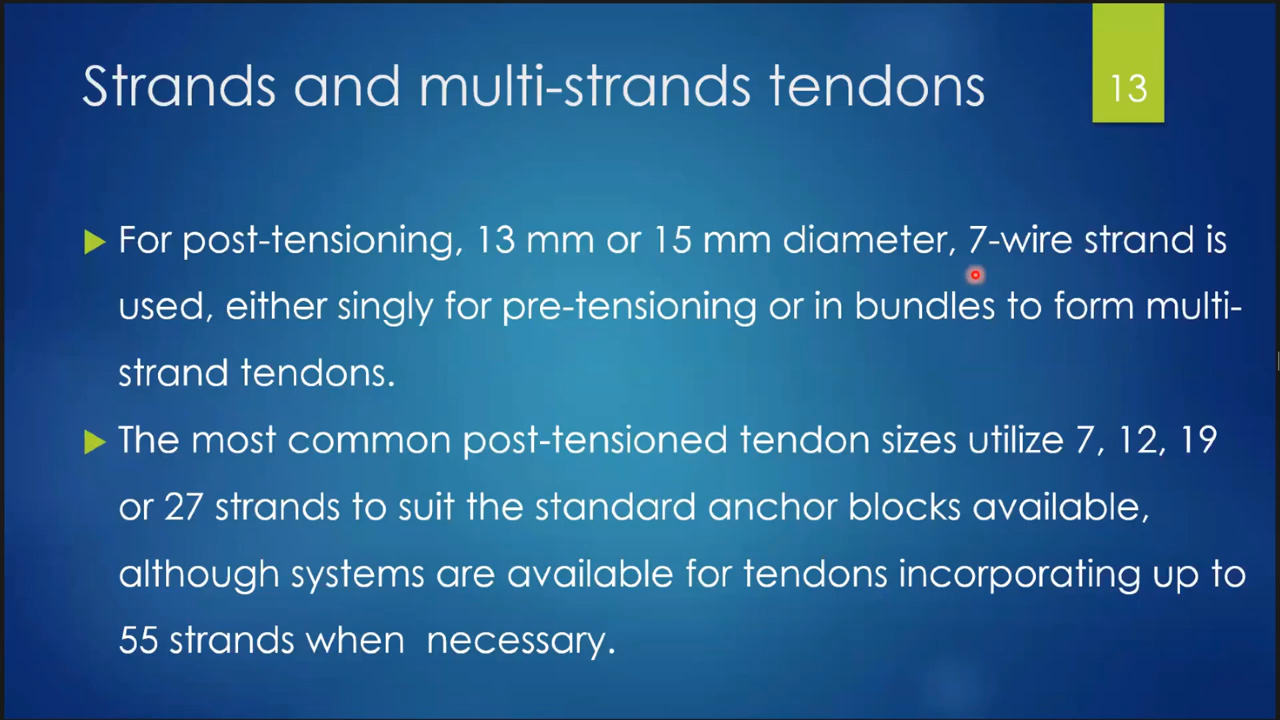 Strands and multi-strands tendons
13
For post-tensioning, 13 mm or 15 mm diameter, 7-wire strand is
used, either singly for pre-tensioning or in bundles to form multi-
strand tendons.
The most common post-tensioned tendon sizes utilize 7, 12, 19
or 27 strands to suit the standard anchor blocks available,
although systems are available for tendons incorporating up to
55 strands when  necessary.